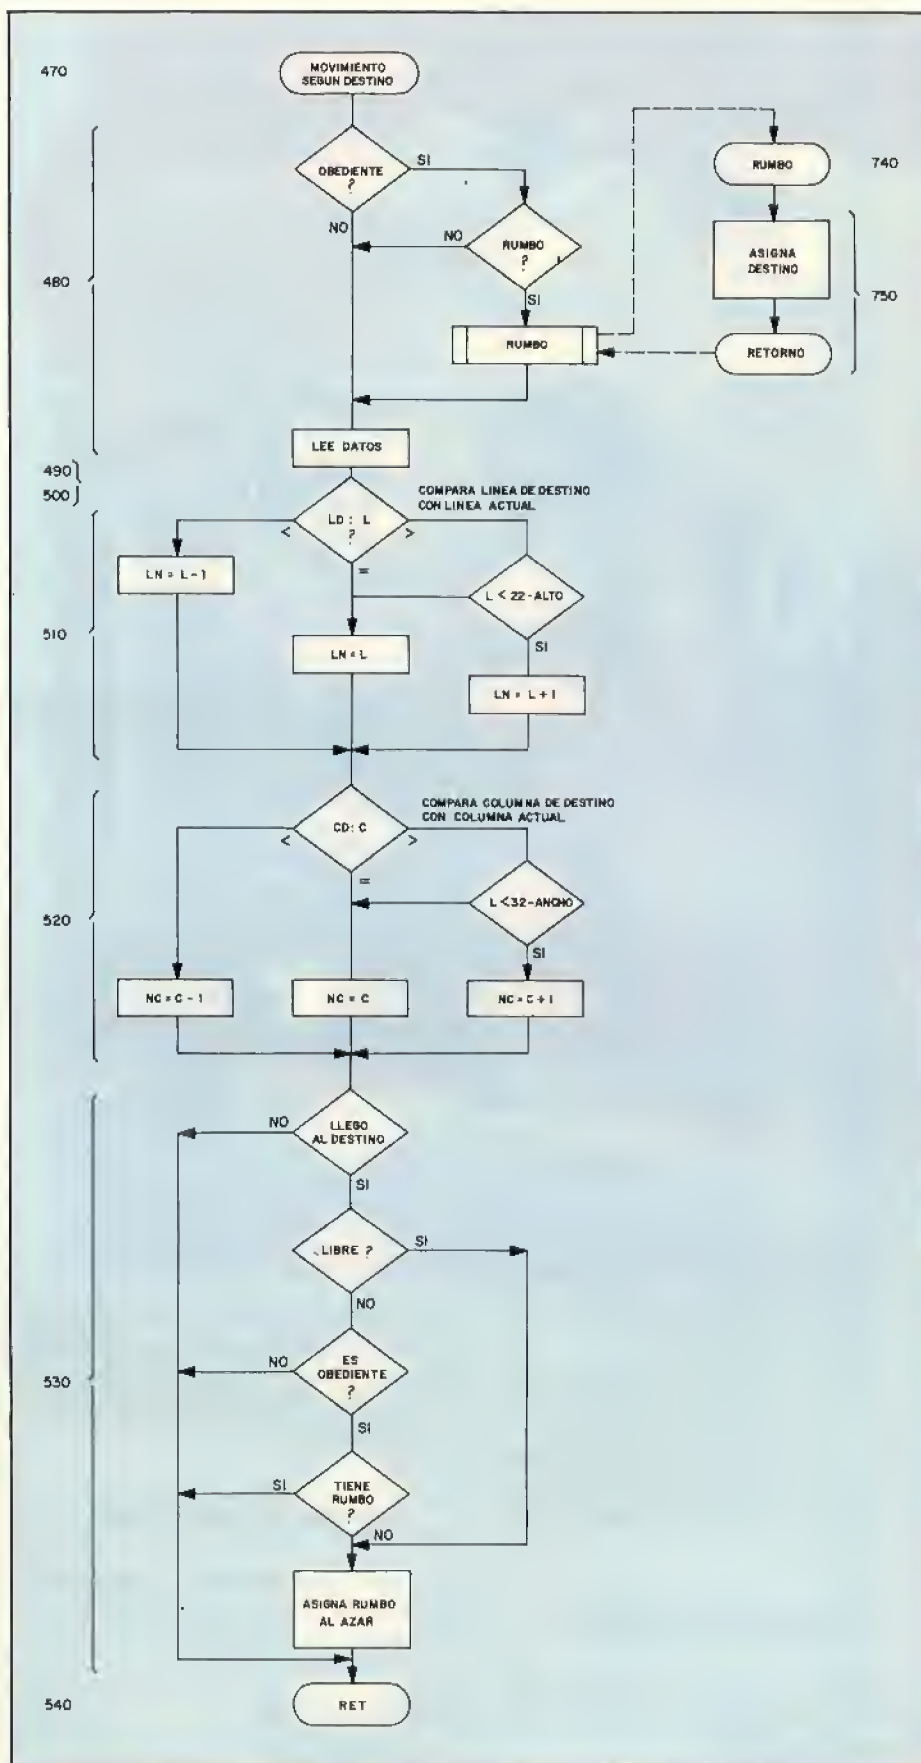 470
MOVIMIENTO
SEGUN DESTINO
OBEDIENTE
?
SI
NO
RUMBO
?
NO
SI
RUMBO
RUMBO
740
ASIGNA
DESTINO
750
RETORNO
480
LEE DATOS
490
500
COMPARA LINEA DE DESTINO
CON LINEA ACTUAL
LD: L
?
<
>
=
LN = L - 1
L < 22 - ALTO
SI
510
LN = L
LN = L + 1
COMPARA COLUMNA DE DESTINO
CON COLUMNA ACTUAL
CD: C
<
>
=
L < 32 - ANCHO
SI
520
NC = C - 1
NC = C
NC = C + 1
LLEGO
AL DESTINO
NO
SI
LIBRE ?
SI
NO
ES
OBEDIENTE
?
NO
SI
530
TIENE
RUMBO
?
SI
NO
ASIGNA RUMBO
AL AZAR
540
RET